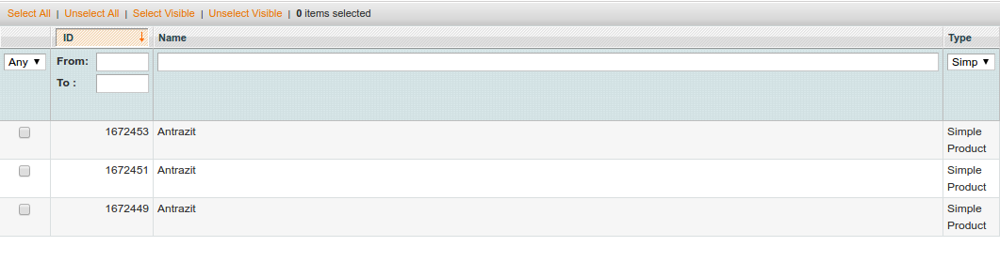 Select All | Unselect All | Select Visible | Unselect Visible | 0 items selected
ID Name Type
Any From: Simp
To :
1672453 Antrazit Simple
Product
1672451 Antrazit Simple
Product
1672449 Antrazit Simple
Product